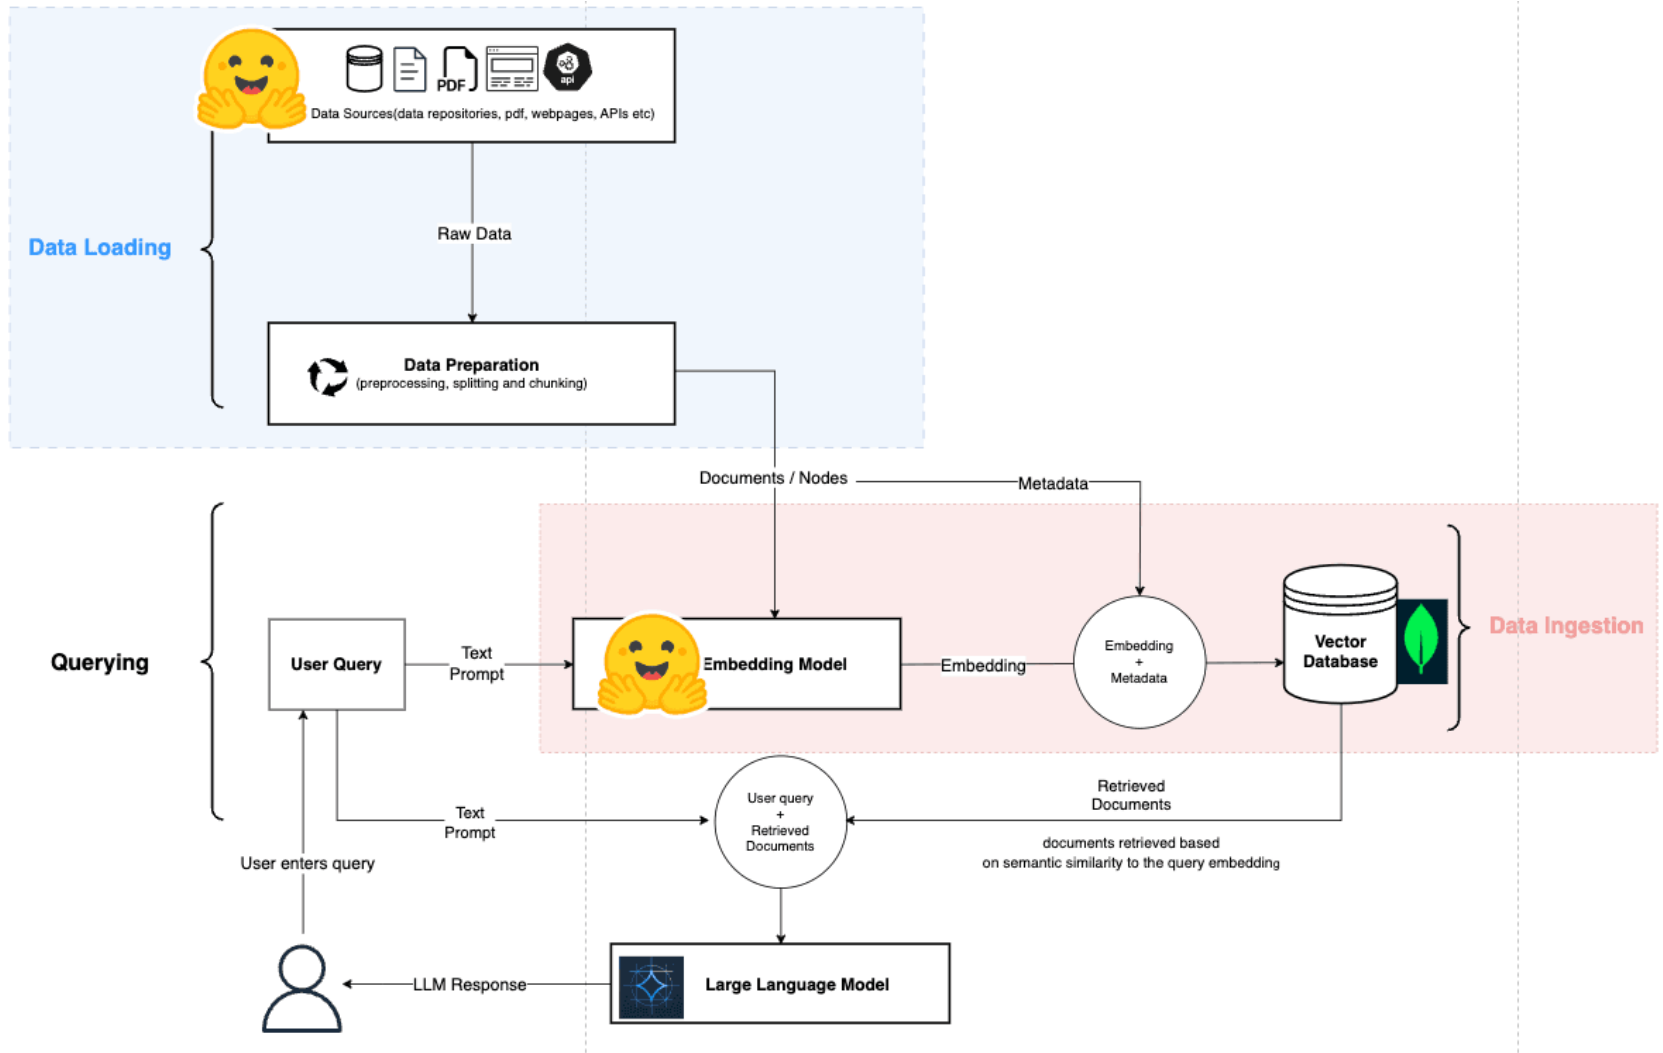 PDF
api
Data Sources(data repositories, pdf, webpages, APIs etc)
Data Loading
Raw Data
Data Preparation
(preprocessing, splitting and chunking)
Documents / Nodes
Metadata
Querying
User Query
Text
Prompt
Embedding Model
Embedding
Embedding
+
Metadata
Vector
Database
Data Ingestion
User query
+
Retrieved
Documents
Text
Prompt
Retrieved
Documents
documents retrieved based
on semantic similarity to the query embedding
User enters query
LLM Response
Large Language Model